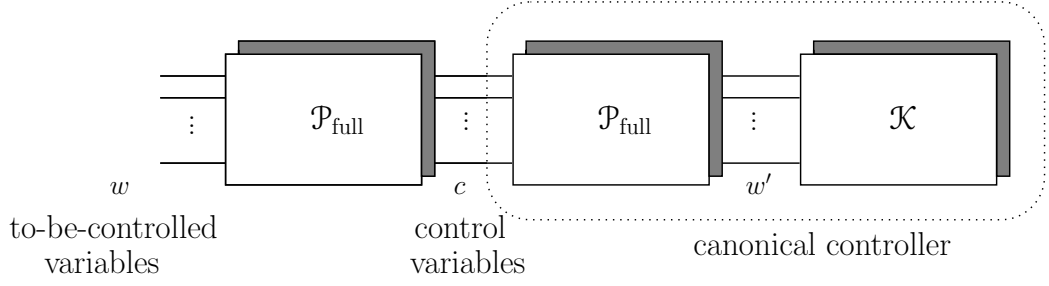 𝒫full
𝒫full
𝒦
⋮
⋮
⋮
w
c
w′
to-be-controlled
variables
control
variables
canonical controller